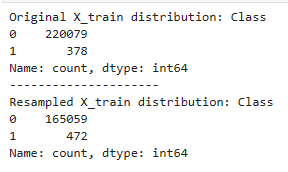 Original X_train distribution: Class
0    220079
1       378
Name: count, dtype: int64
---------------------
Resampled X_train distribution: Class
0    165059
1       472
Name: count, dtype: int64